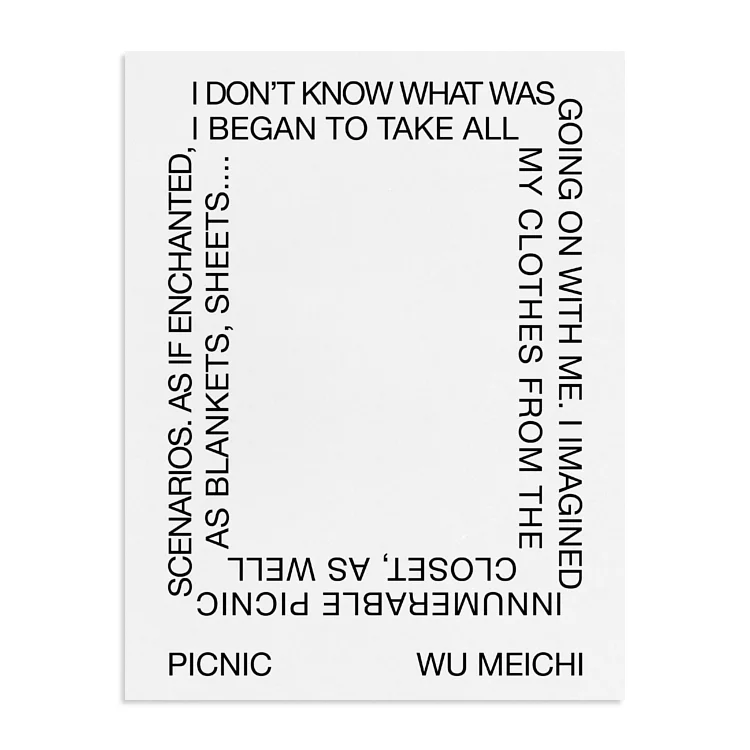 I DON’T KNOW WHAT WAS
GOING ON WITH ME. I IMAGINED
INNUMERABLE PICNIC
SCENARIOS. AS IF ENCHANTED,
I BEGAN TO TAKE ALL
MY CLOTHES FROM THE
CLOSET, AS WELL
AS BLANKETS, SHEETS....
PICNIC
WU MEICHI